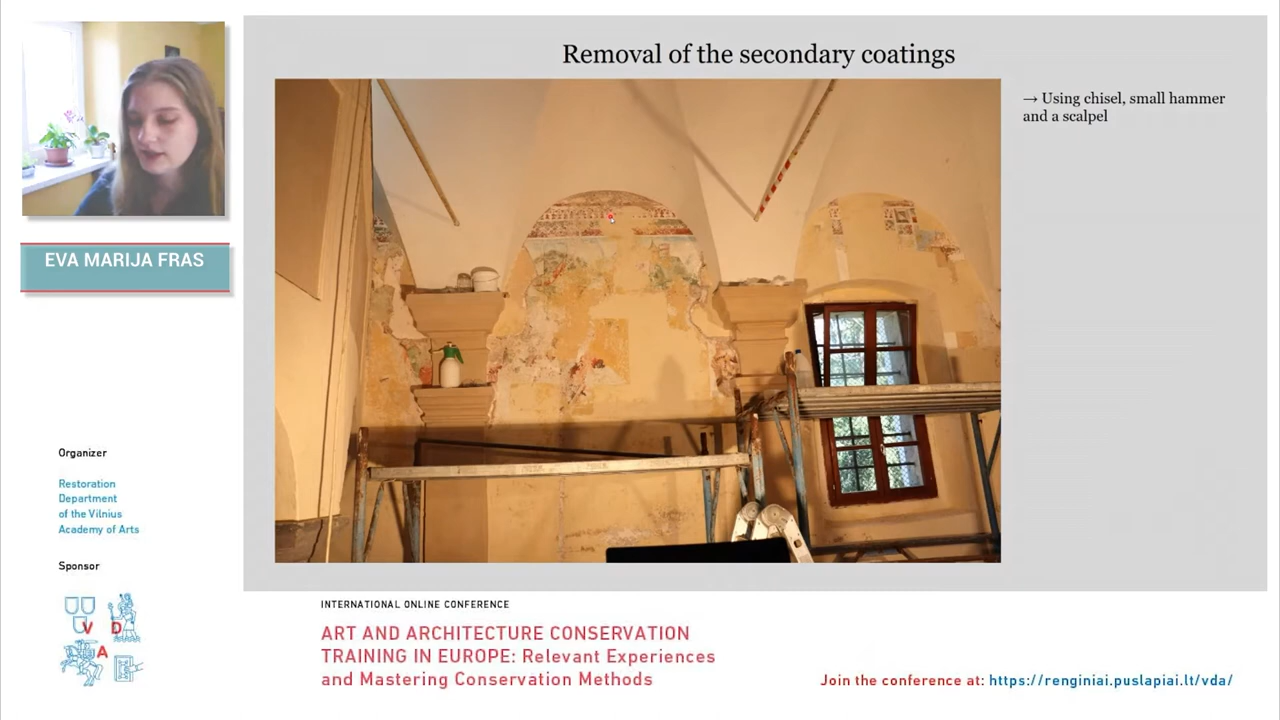 Removal of the secondary coatings
→ Using chisel, small hammer
and a scalpel
EVA MARIJA FRAS
Organizer
Restoration
Department
of the Vilnius
Academy of Arts
Sponsor
V D
A
INTERNATIONAL ONLINE CONFERENCE
ART AND ARCHITECTURE CONSERVATION
TRAINING IN EUROPE: Relevant Experiences
and Mastering Conservation Methods
Join the conference at: https://renginiai.puslapiai.lt/vda/